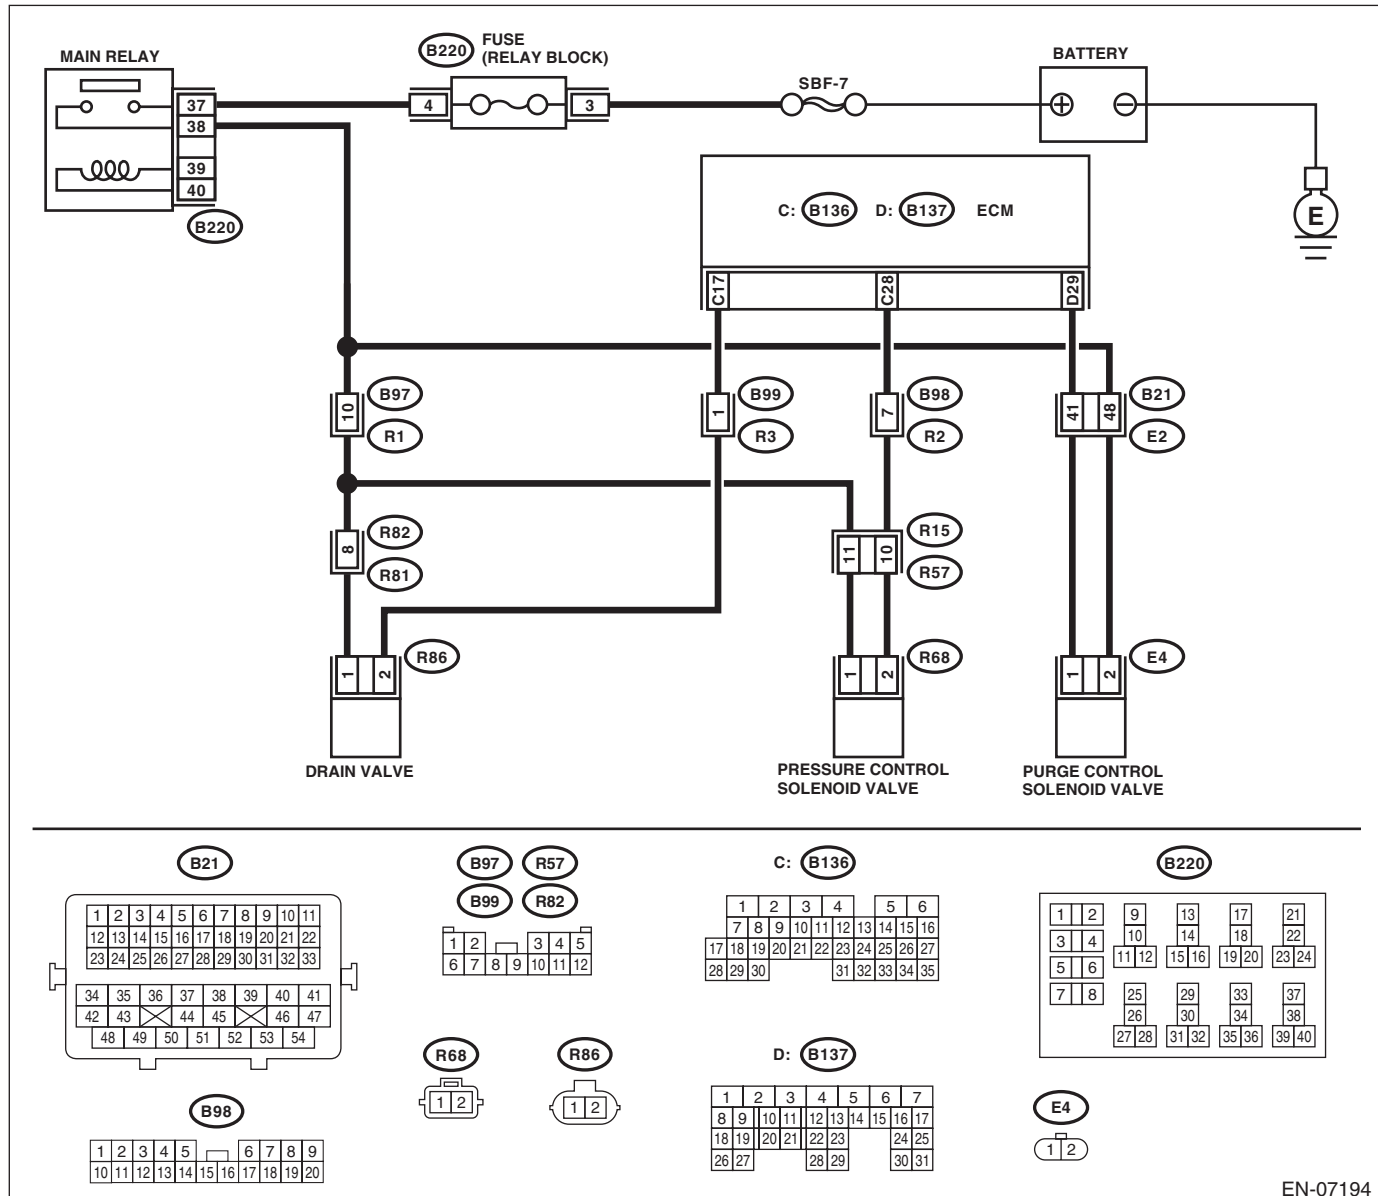 MAIN RELAY
B220
FUSE
(RELAY BLOCK)
SBF-7
BATTERY
37
38
39
40
4
3
B220
E
C: B136 D: B137 ECM
C17
C28
D29
10
B97
R1
1
B99
R3
7
B98
R2
41
48
B21
E2
8
R82
R81
11
10
R15
R57
1
2
R86
1
2
R68
1
2
E4
DRAIN VALVE
PRESSURE CONTROL
SOLENOID VALVE
PURGE CONTROL
SOLENOID VALVE
B21
1 2 3 4 5 6 7 8 9 10 11
12 13 14 15 16 17 18 19 20 21 22
23 24 25 26 27 28 29 30 31 32 33
34 35 36 37 38 39 40 41
42 43 44 45 46 47
48 49 50 51 52 53 54
B98
1 2 3 4 5 6 7 8 9
10 11 12 13 14 15 16 17 18 19 20
B97 R57
B99 R82
1 2 3 4 5
6 7 8 9 10 11 12
R68
1 2
R86
1 2
C: B136
1 2 3 4 5 6
7 8 9 10 11 12 13 14 15 16
17 18 19 20 21 22 23 24 25 26 27
28 29 30 31 32 33 34 35
D: B137
1 2 3 4 5 6 7
8 9 10 11 12 13 14 15 16 17
18 19 20 21 22 23 24 25
26 27 28 29 30 31
B220
1 2 9 13 17 21
3 4 10 14 18 22
5 6 11 12 15 16 19 20 23 24
7 8 25 29 33 37
26 30 34 38
27 28 31 32 35 36 39 40
E4
1 2
EN-07194